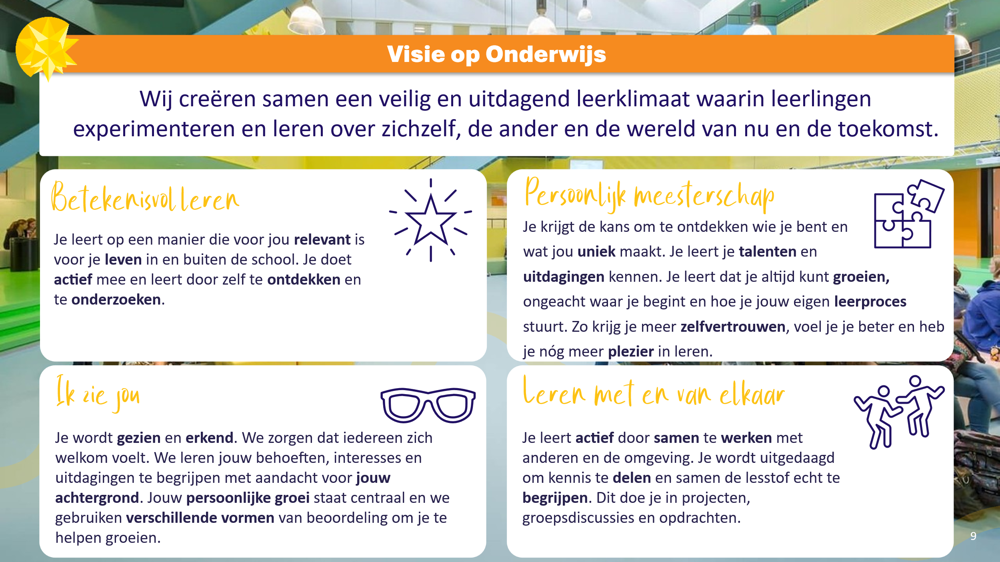 Visie op Onderwijs
Wij creëren samen een veilig en uitdagend leerklimaat waarin leerlingen
experimenteren en leren over zichzelf, de ander en de wereld van nu en de toekomst.
Betekenisvol leren
Je leert op een manier die voor jou relevant is
voor je leven in en buiten de school. Je doet
actief mee en leert door zelf te ontdekken en
te onderzoeken.
Persoonlijk meesterschap
Je krijgt de kans om te ontdekken wie je bent en
wat jou uniek maakt. Je leert je talenten en
uitdagingen kennen. Je leert dat je altijd kunt groeien,
ongeacht waar je begint en hoe je jouw eigen leerproces
stuurt. Zo krijg je meer zelfvertrouwen, voel je je beter en heb
je nóg meer plezier in leren.
Ik zie jou
Je wordt gezien en erkend. We zorgen dat iedereen zich
welkom voelt. We leren jouw behoeften, interesses en
uitdagingen te begrijpen met aandacht voor jouw
achtergrond. Jouw persoonlijke groei staat centraal en we
gebruiken verschillende vormen van beoordeling om je te
helpen groeien.
Leren met en van elkaar
Je leert actief door samen te werken met
anderen en de omgeving. Je wordt uitgedaagd
om kennis te delen en samen de lesstof echt te
begrijpen. Dit doe je in projecten,
groepsdiscussies en opdrachten.
9